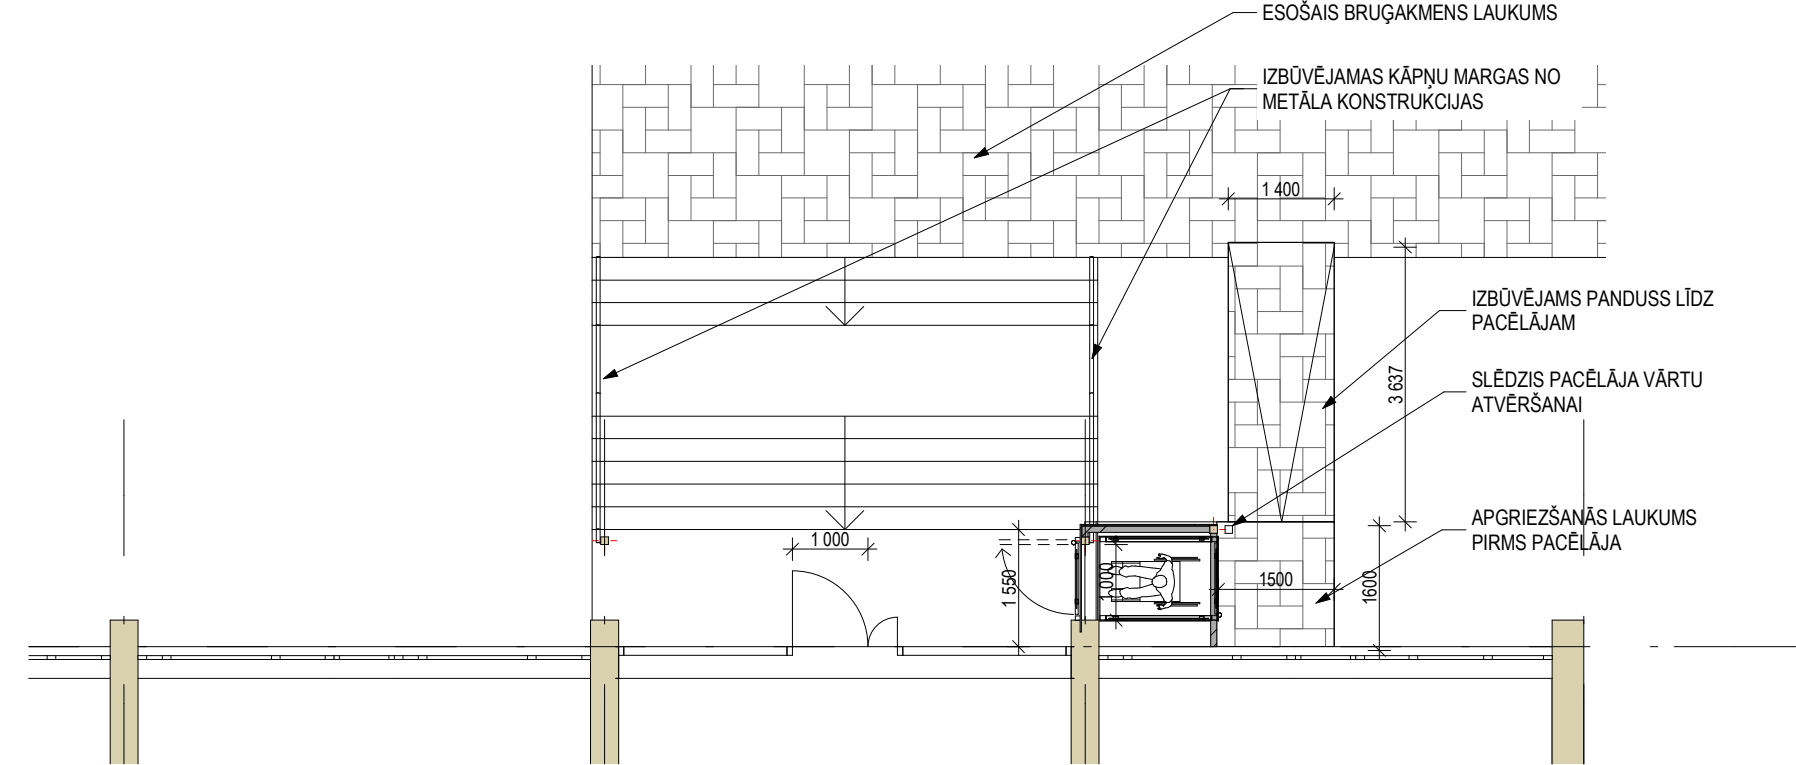 ESOŠAIS BRUĢAKMENS LAUKUMS
IZBŪVĒJAMAS KĀPŅU MARGAS NO
METĀLA KONSTRUKCIJAS
1 400
IZBŪVĒJAMS PANDUSS LĪDZ
PACĒLĀJAM
3 637
SLĒDZIS PACĒLĀJA VĀRTU
ATVĒRŠANAI
APGRIEZŠANĀS LAUKUMS
PIRMS PACĒLĀJA
1 000
1 550
1500
1600